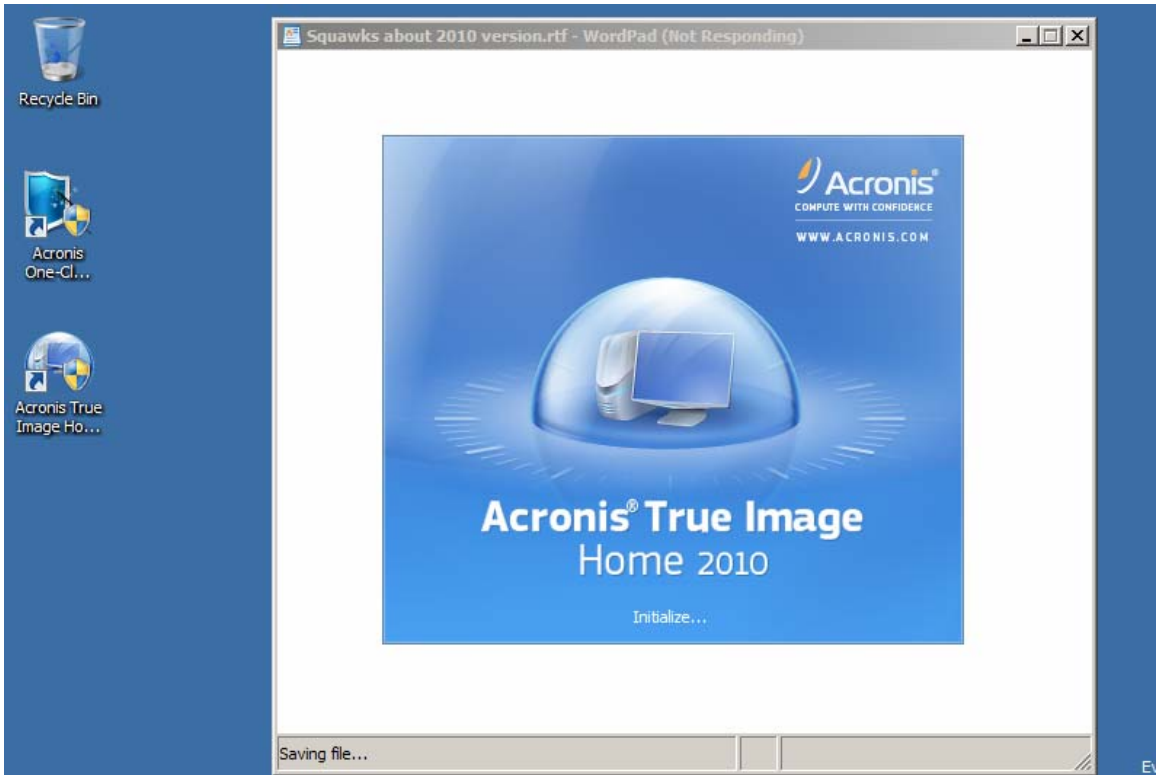 Recycle Bin
Acronis
One-Cl...
Acronis True
Image Ho...
Squawks about 2010 version.rtf - WordPad (Not Responding)
Acronis®
COMPUTE WITH CONFIDENCE
WWW.ACRONIS.COM
Acronis® True Image
Home 2010
Initialize...
Saving file...
Ev